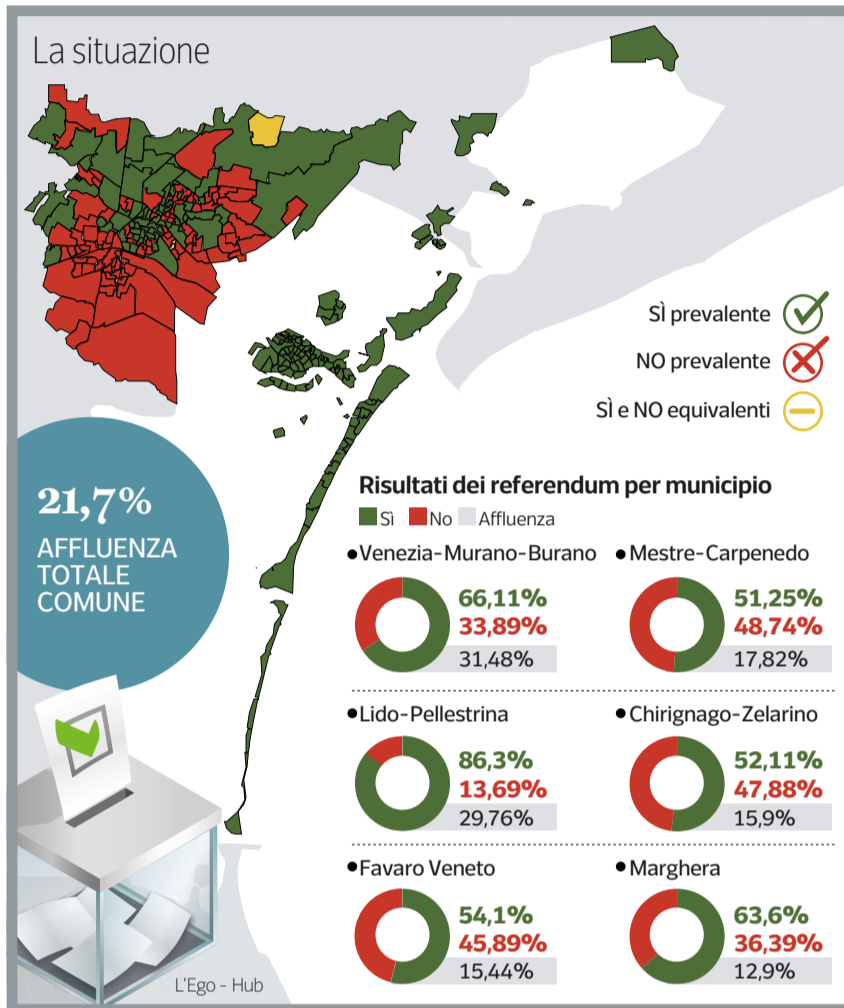 La situazione
SÌ prevalente
NO prevalente
SÌ e NO equivalenti
21,7%
AFFLUENZA
TOTALE
COMUNE
Risultati dei referendum per municipio
Sì No Affluenza
•Venezia-Murano-Burano
66,11%
33,89%
31,48%
•Mestre-Carpenedo
51,25%
48,74%
17,82%
•Lido-Pellestrina
86,3%
13,69%
29,76%
•Chirignago-Zelarino
52,11%
47,88%
15,9%
•Favaro Veneto
54,1%
45,89%
15,44%
•Marghera
63,6%
36,39%
12,9%
L'Ego - Hub